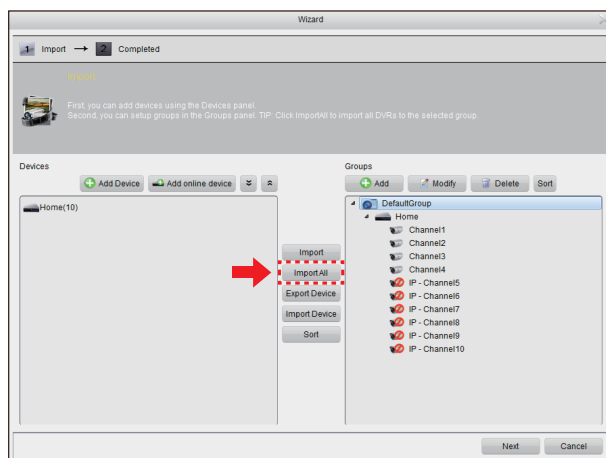 Wizard
1 Import → 2 Completed
Import
First, you can add devices using the Devices panel.
Second, you can setup groups in the Groups panel. TIP: Click ImportAll to import all DVRs to the selected group.
Devices
Groups
Add Device Add online device
Add Modify Delete Sort
Home(10)
DefaultGroup
Home
Channel1
Channel2
Channel3
Channel4
IP - Channel5
IP - Channel6
IP - Channel7
IP - Channel8
IP - Channel9
IP - Channel10
Import
ImportAll
Export Device
Import Device
Sort
Next Cancel